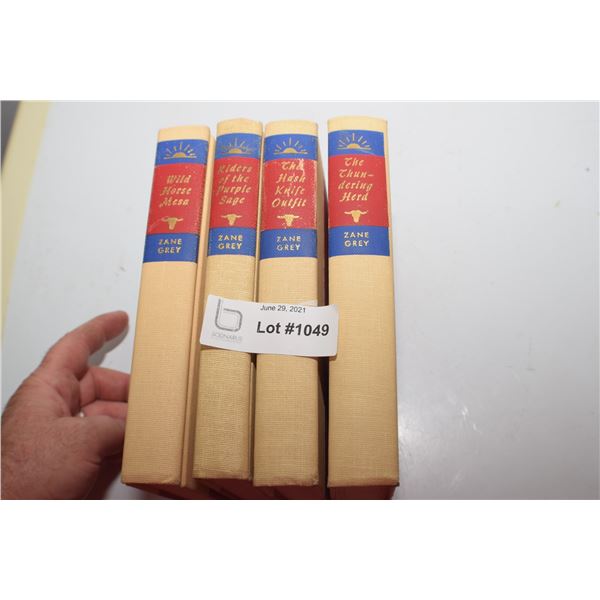 Wild
Horse
Mesa
ZANE
GREY
Riders
of the
Purple
Sage
ZANE
GREY
The
Hash
Knife
Outfit
ZANE
GREY
The
Thun-
dering
Herd
ZANE
GREY
June 29, 2021
Lot #1049
BODNARUS